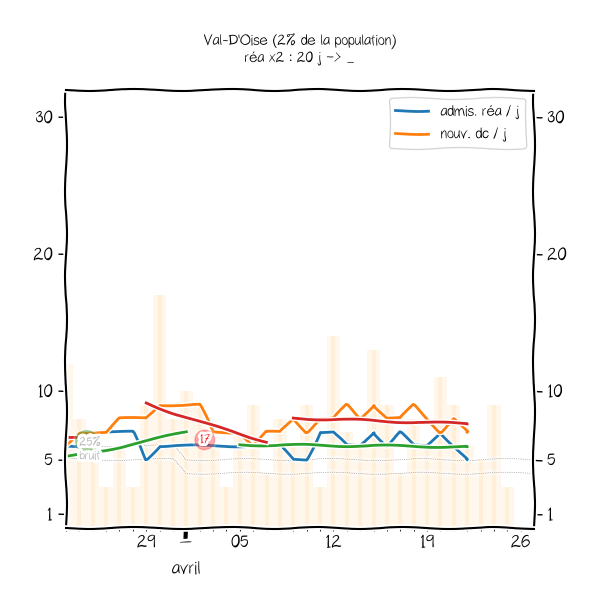 Val-D'Oise (2% de la population)
réa x2 : 20 j -> _
admis. réa / j
nouv. dc / j
30
30
20
20
10
10
25%
bruit
17
5
5
1
1
29
05
12
19
26
avril